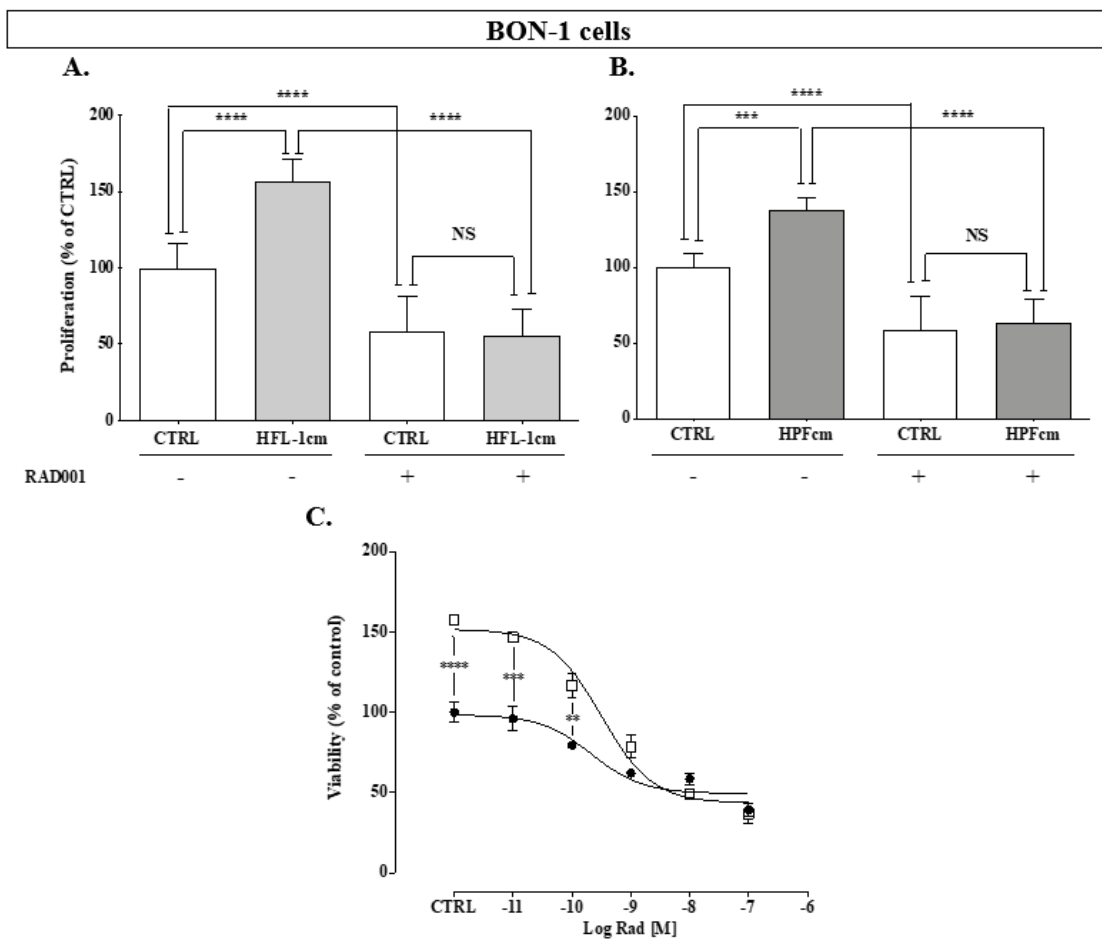 BON-1 cells
A.
****
****
****
NS
200
150
100
50
0
Proliferation (% of CTRL)
CTRL HFL-1cm CTRL HFL-1cm
RAD001 - - + +
B.
****
***
****
NS
200
150
100
50
0
CTRL HPFcm CTRL HPFcm
- - + +
C.
200
150
100
50
0
Viability (% of control)
****
***
**
CTRL -11 -10 -9 -8 -7 -6
Log Rad [M]